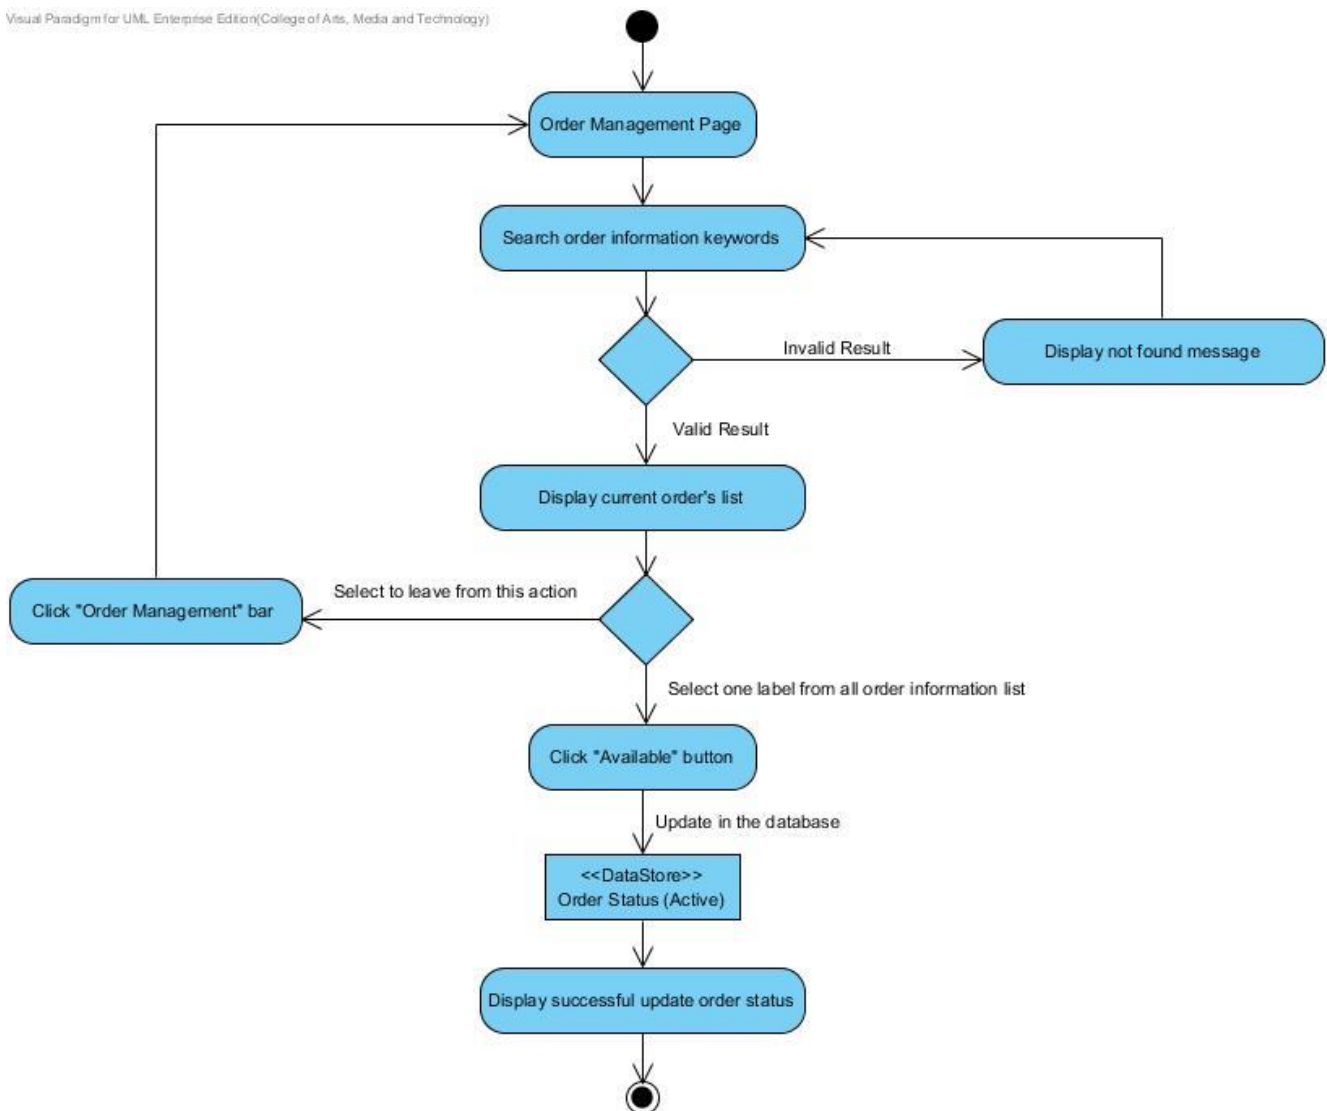 Visual Paradigm for UML Enterprise Edition(College of Arts, Media and Technology)
Order Management Page
Search order information keywords
Invalid Result
Display not found message
Valid Result
Display current order's list
Select to leave from this action
Click "Order Management" bar
Select one label from all order information list
Click "Available" button
Update in the database
<<DataStore>>
Order Status (Active)
Display successful update order status